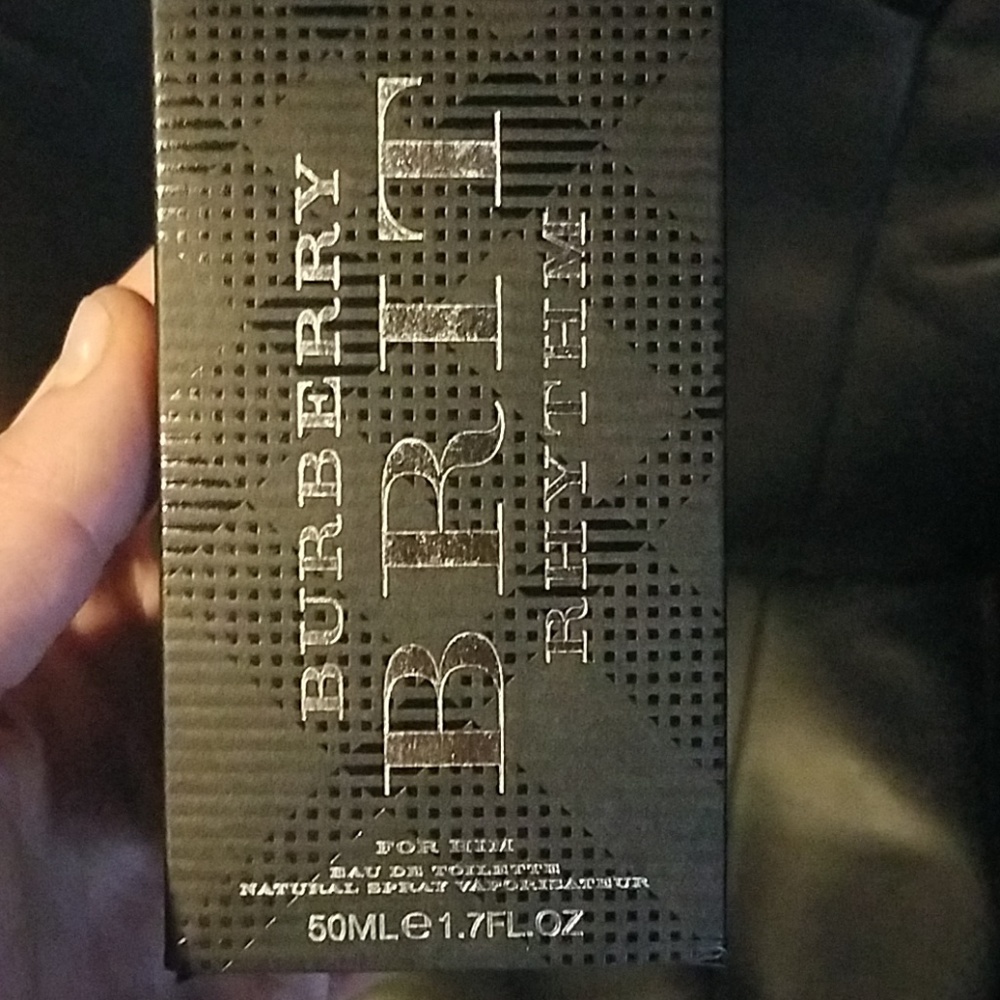 BURBERRY
BRIT
RHYTHM
FOR HIM
EAU DE TOILETTE
NATURAL SPRAY VAPORISATEUR
50ML e 1.7FL.OZ